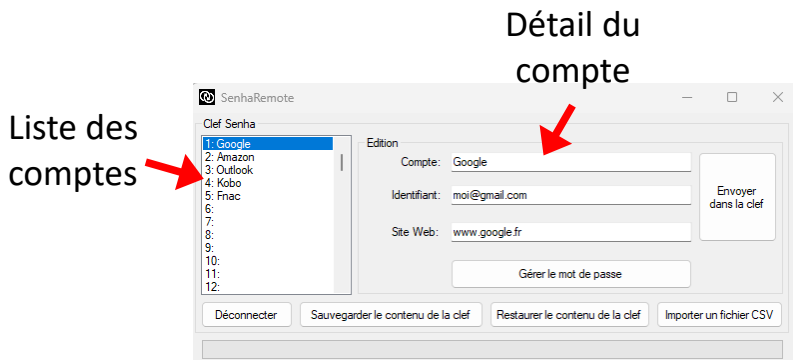 Détail du
compte
SenhaRemote
Liste des
comptes
Clef Senha
1: Google
2: Amazon
3: Outlook
4: Kobo
5: Fnac
6:
7:
8:
9:
10:
11:
12:
Edition
Compte: Google
Identifiant: moi@gmail.com
Site Web: www.google.fr
Gérer le mot de passe
Envoyer
dans la clef
Déconnecter Sauvegarder le contenu de la clef Restaurer le contenu de la clef Importer un fichier CSV